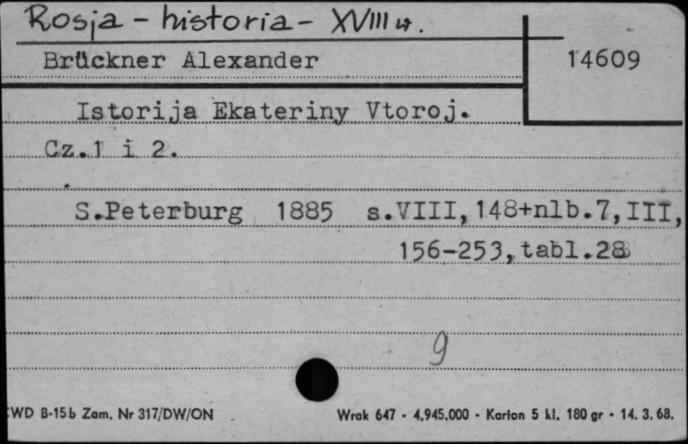 Rosja - historia - XVIII w.
Brückner Alexander
14609
Istorija Ekateriny Vtoroj.
Cz.1 i 2.
S.Peterburg 1885 s.VIII,148+nlb.7,III,
156-253,tabl.28
9
WD B-15b Zam. Nr 317/DW/ON
Wrak 647 - 4,945.000 - Karton 5 kl. 180 gr - 14. 3. 68.